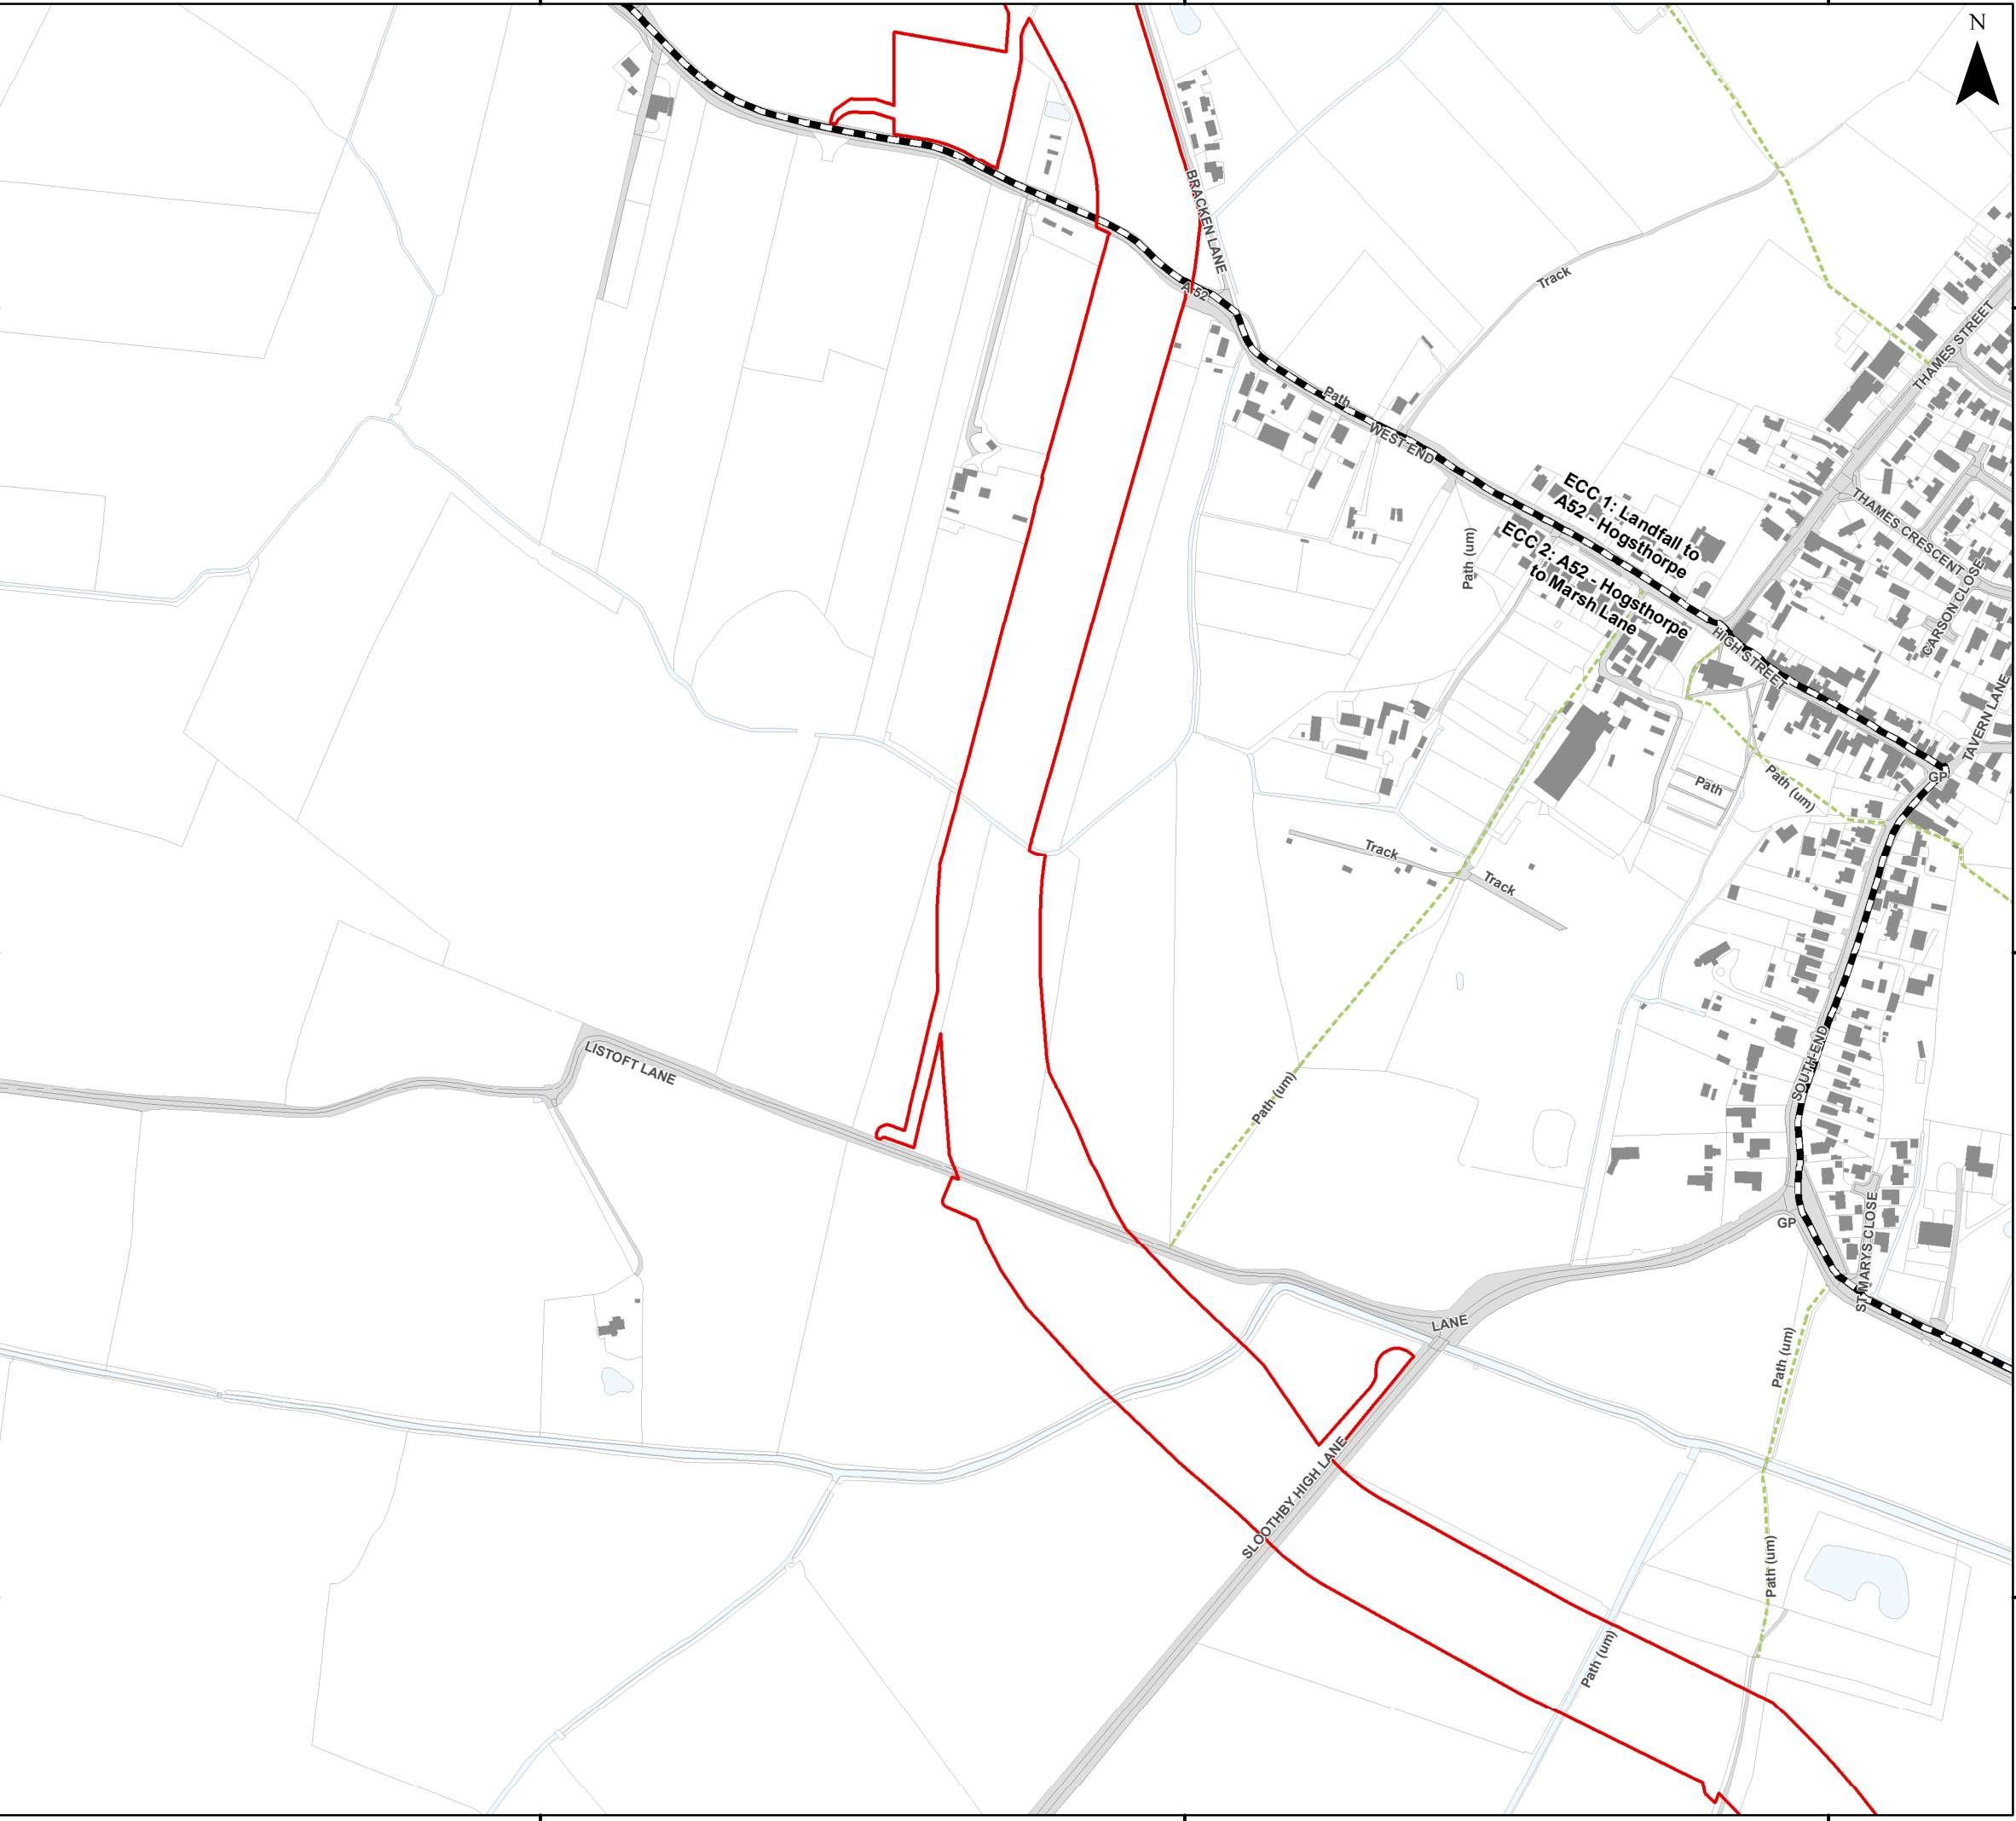 N
BRACKEN LANE
A 52
Track
THAMES STREET
Path
WEST END
ECC 1: Landfall to
A52 - Hogsthorpe
ECC 2: A52 - Hogsthorpe
to Marsh Lane
THAMES CRESCENT
CARSON CLOSE
Path (um)
HIGH STREET
TAVERN LANE
GP
Path
Path (um)
Track
Track
SOUTH END
LISTOFT LANE
Path (um)
GP
ST MARYS CLOSE
LANE
Path (um)
SLOOTHBY HIGH LANE
Path (um)
Path (um)